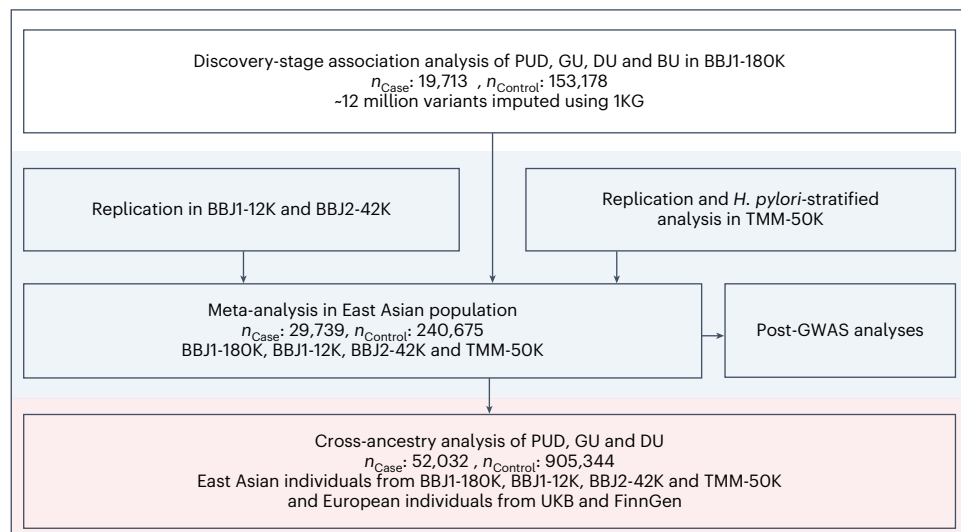 Discovery-stage association analysis of PUD, GU, DU and BU in BBJ1-180K
nCase: 19,713 , nControl: 153,178
~12 million variants imputed using 1KG
Replication in BBJ1-12K and BBJ2-42K
Replication and H. pylori-stratified
analysis in TMM-50K
Meta-analysis in East Asian population
nCase: 29,739, nControl: 240,675
BBJ1-180K, BBJ1-12K, BBJ2-42K and TMM-50K
Post-GWAS analyses
Cross-ancestry analysis of PUD, GU and DU
nCase: 52,032 , nControl: 905,344
East Asian individuals from BBJ1-180K, BBJ1-12K, BBJ2-42K and TMM-50K
and European individuals from UKB and FinnGen